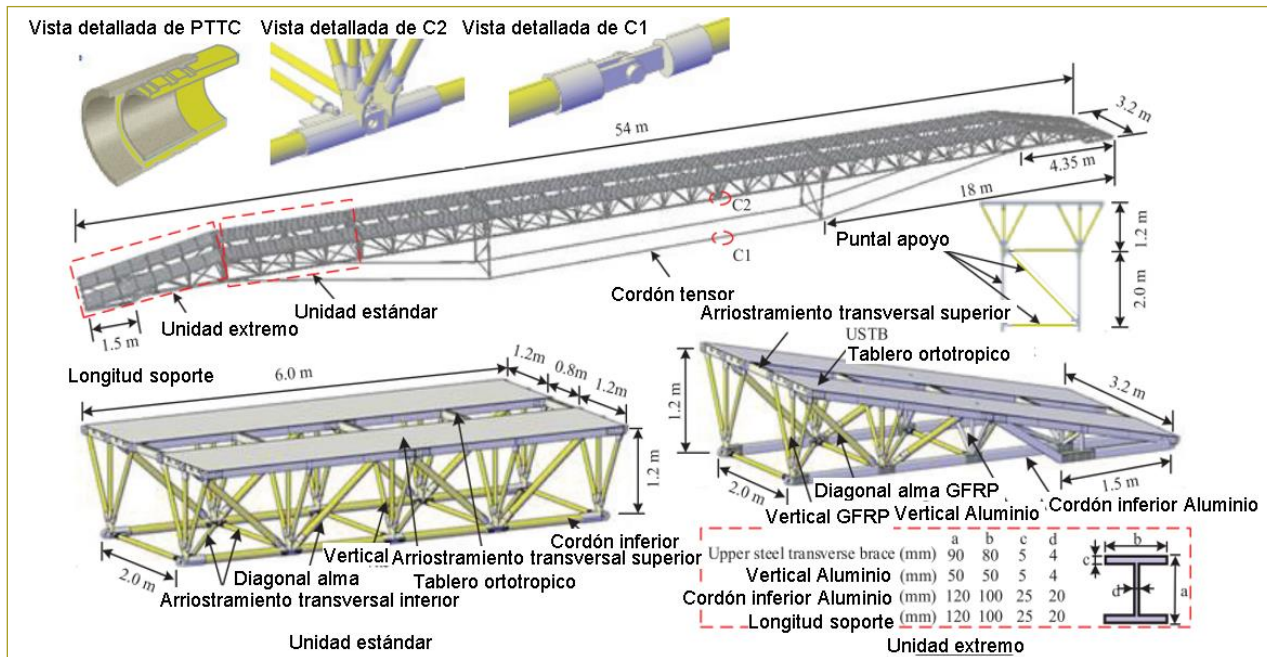 Vista detallada de PTTC
Vista detallada de C2
Vista detallada de C1
54 m
3.2 m
4.35 m
18 m
C2
C1
Puntal apoyo
1.2 m
2.0 m
Cordón tensor
Unidad estándar
Unidad extremo
1.5 m
Longitud soporte
6.0 m
1.2m
0.8m
1.2m
1.2 m
2.0 m
Vertical
Cordón inferior
Arriostramiento transversal superior
Diagonal alma
Tablero ortotropico
Arriostramiento transversal inferior
Unidad estándar
Arriostramiento transversal superior
USTB
Tablero ortotropico
1.2 m
3.2 m
2.0 m
1.5 m
Diagonal alma GFRP
Cordón inferior Aluminio
Vertical GFRP
Vertical Aluminio
a b c d
Upper steel transverse brace (mm) 90 80 5 4
Vertical Aluminio (mm) 50 50 5 4
Cordón inferior Aluminio (mm) 120 100 25 20
Longitud soporte (mm) 120 100 25 20
b
c
d
a
Unidad extremo